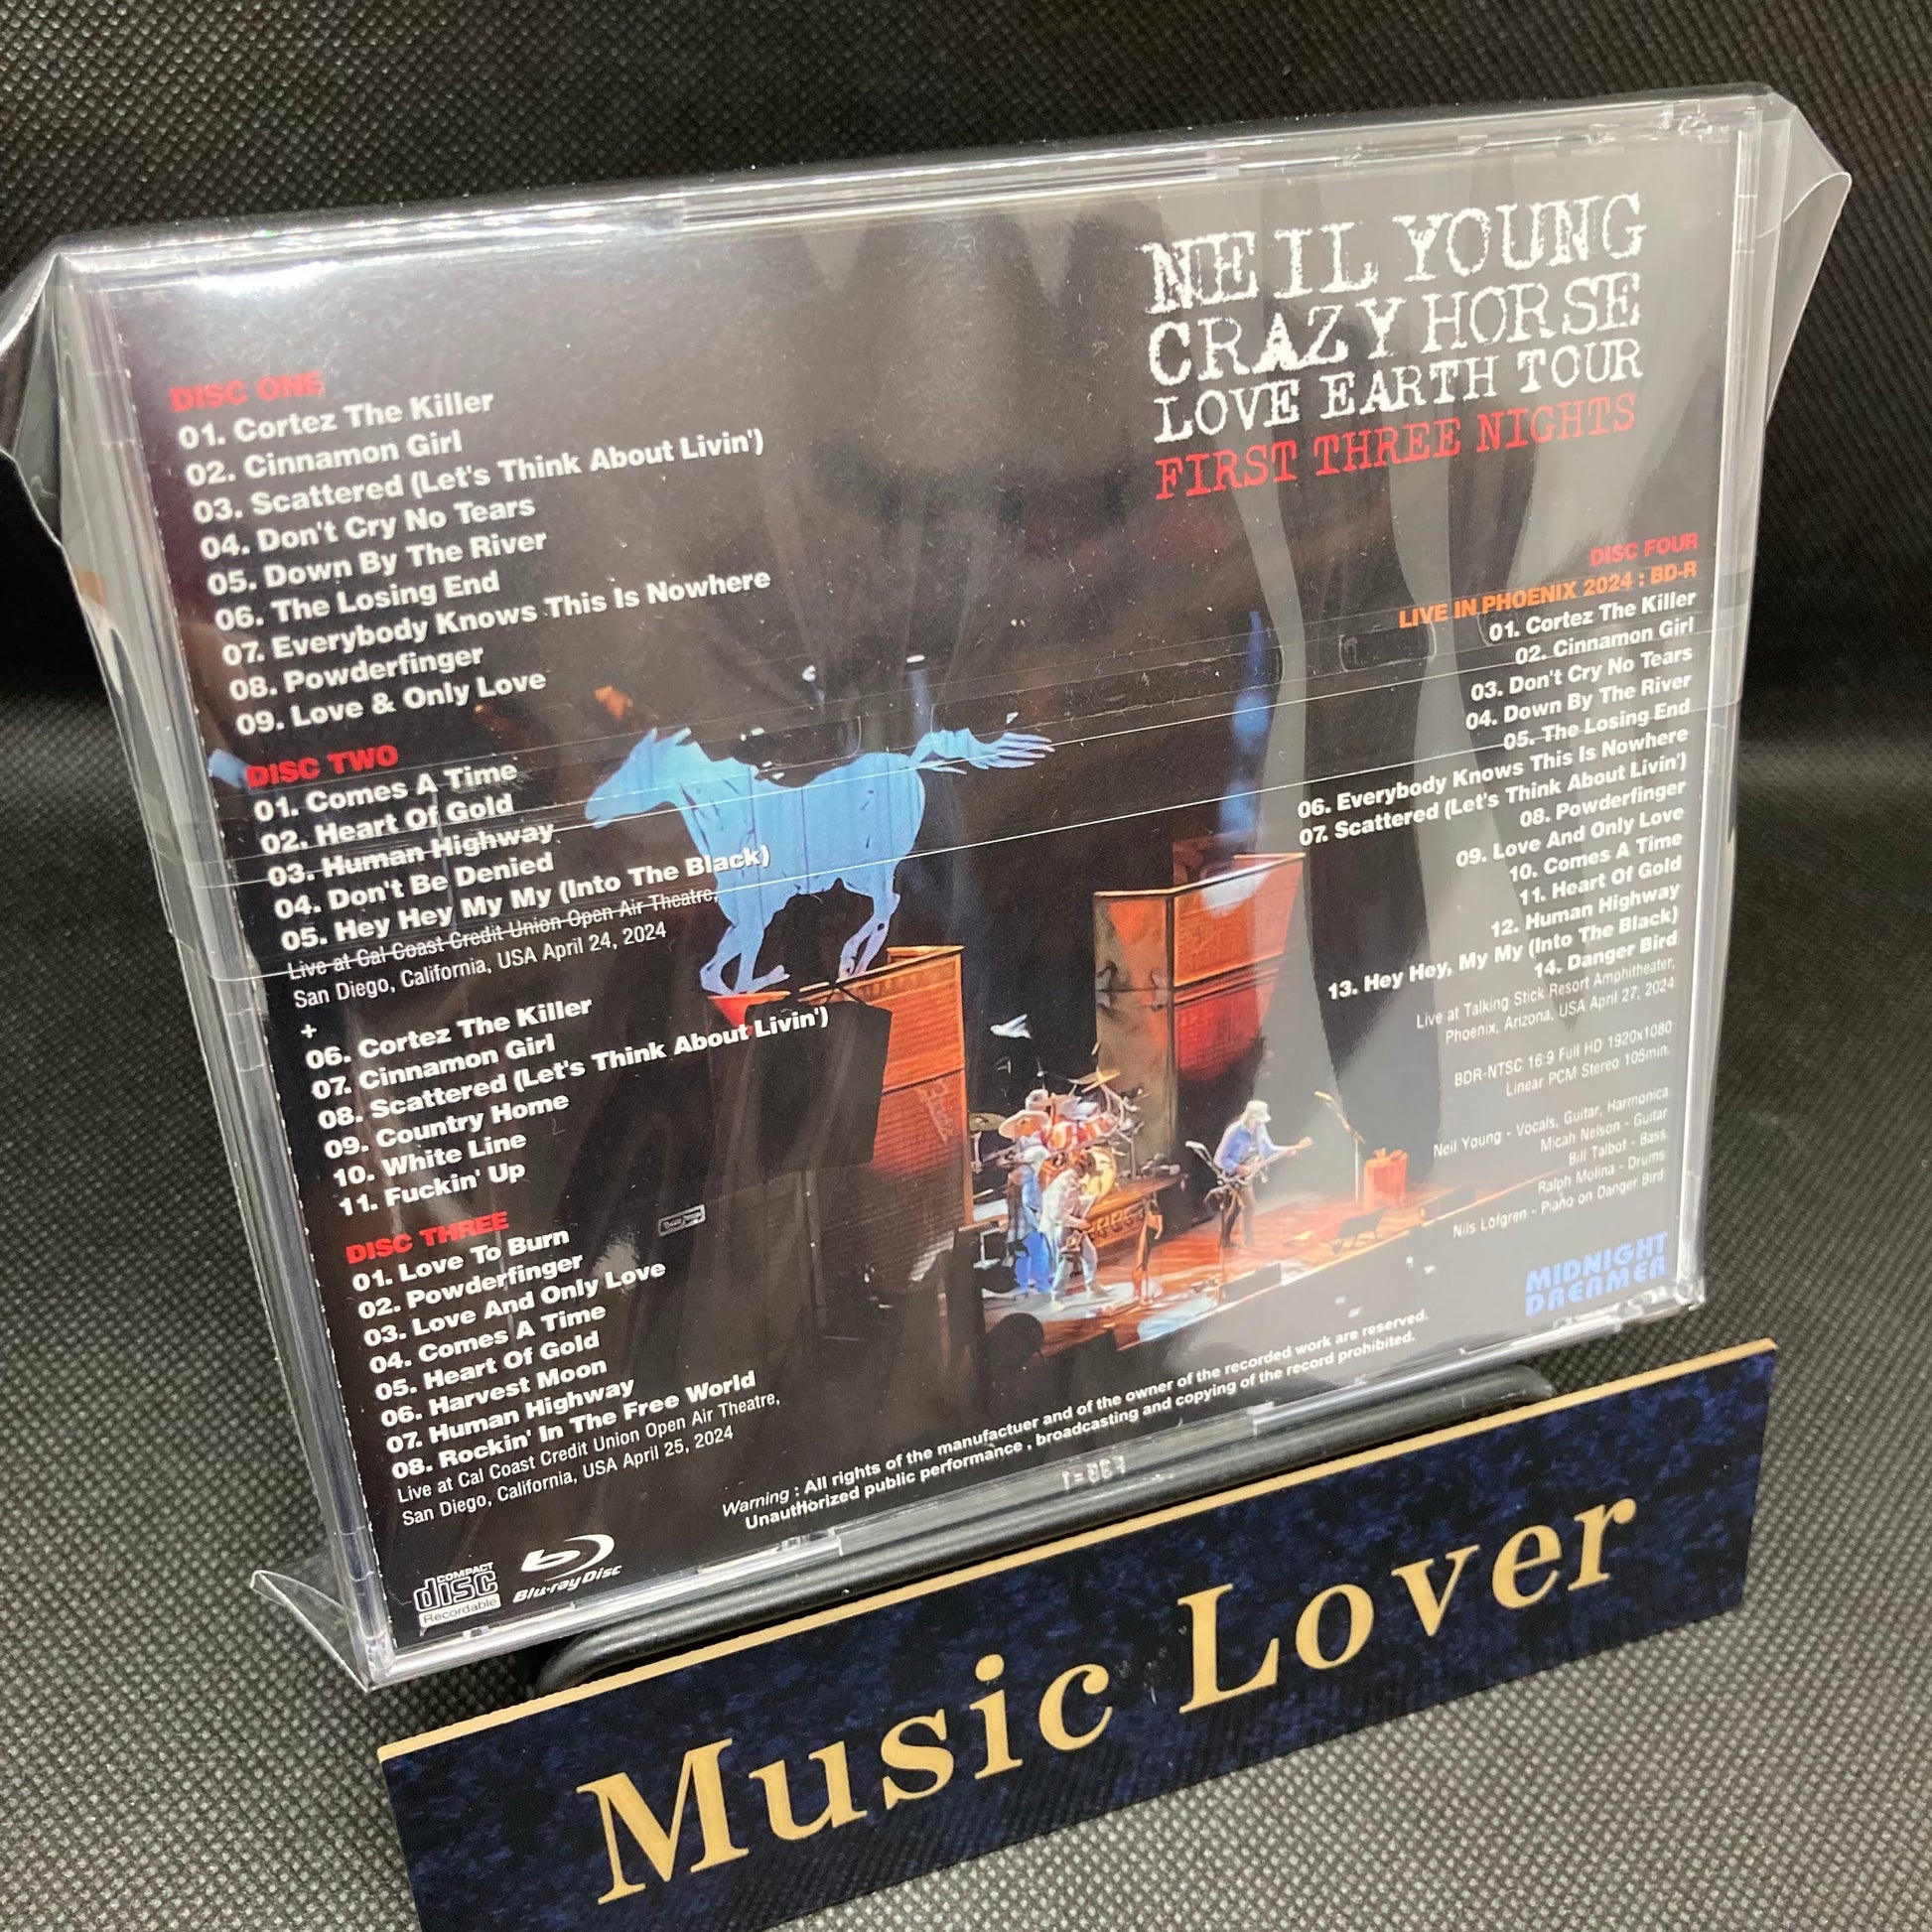 NEIL YOUNG
CRAZY HORSE
LOVE EARTH TOUR
FIRST THREE NIGHTS
DISC ONE
01. Cortez The Killer
02. Cinnamon Girl
03. Scattered (Let's Think About Livin')
04. Don't Cry No Tears
05. Down By The River
06. The Losing End
07. Everybody Knows This Is Nowhere
08. Powderfinger
09. Love & Only Love
DISC TWO
01. Comes A Time
02. Heart Of Gold
03. Human Highway
04. Don't Be Denied
05. Hey Hey My My (Into The Black)
Live at Cal Coast Credit Union Open Air Theatre,
San Diego, California, USA April 24, 2024
+
06. Cortez The Killer
07. Cinnamon Girl
08. Scattered (Let's Think About Livin')
09. Country Home
10. White Line
11. Fuckin' Up
DISC THREE
01. Love To Burn
02. Powderfinger
03. Love And Only Love
04. Comes A Time
05. Heart Of Gold
06. Harvest Moon
07. Human Highway
08. Rockin' In The Free World
Live at Cal Coast Credit Union Open Air Theatre,
San Diego, California, USA April 25, 2024
DISC FOUR
LIVE IN PHOENIX 2024 : BD-R
01. Cortez The Killer
02. Cinnamon Girl
03. Don't Cry No Tears
04. Down By The River
05. The Losing End
06. Everybody Knows This Is Nowhere
07. Scattered (Let's Think About Livin')
08. Powderfinger
09. Love And Only Love
10. Comes A Time
11. Heart Of Gold
12. Human Highway
13. Hey Hey, My My (Into The Black)
14. Danger Bird
Live at Talking Stick Resort Amphitheater,
Phoenix, Arizona, USA April 27, 2024
BDR-NTSC 16:9 Full HD 1920x1080
Linear PCM Stereo 105min.
Neil Young - Vocals, Guitar, Harmonica
Micah Nelson - Guitar
Bill Talbot - Bass
Ralph Molina - Drums
Nils Lofgren - Piano on Danger Bird
MIDNIGHT
DREAMER
Warning : All rights of the manufactuer and of the owner of the recorded work are reserved.
Unauthorized public performance , broadcasting and copying of the record prohibited.
COMPACT
disc
Recordable
Blu-ray Disc
Music Lover